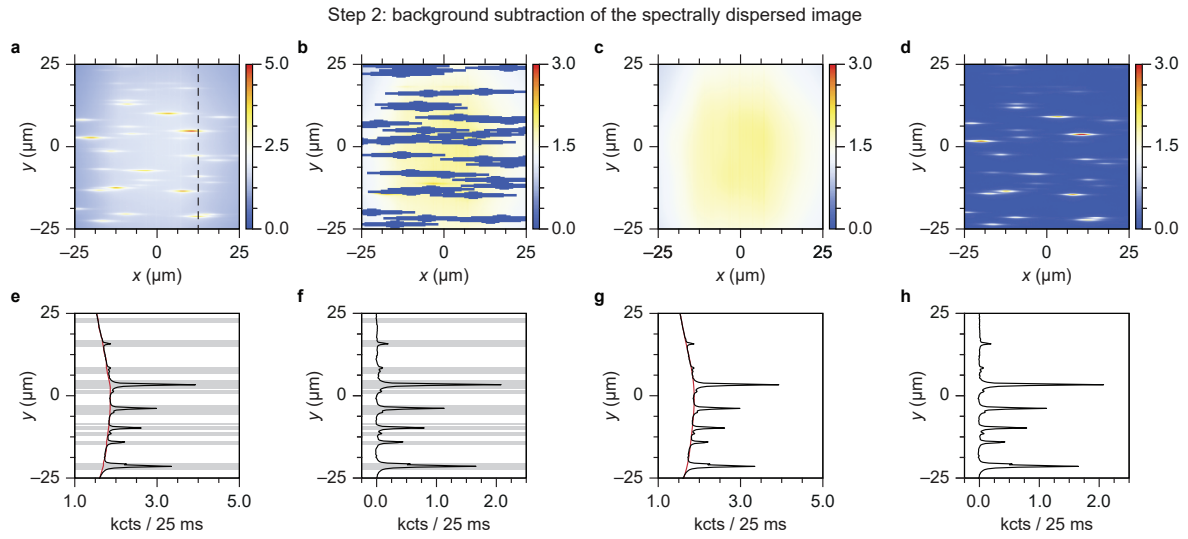 Step 2: background subtraction of the spectrally dispersed image
a b c d
25 5.0 25 3.0 25 3.0 25 3.0
y (µm) 0 2.5 y (µm) 0 1.5 y (µm) 0 1.5 y (µm) 0 1.5
−25 0.0 −25 0.0 −25 0.0 −25 0.0
−25 0 25 −25 0 25 −25 0 25 −25 0 25
x (µm) x (µm) x (µm) x (µm)
e f g h
25 25 25 25
y (µm) 0 y (µm) 0 y (µm) 0 y (µm) 0
−25 −25 −25 −25
1.0 3.0 5.0 0.0 1.0 2.0 1.0 3.0 5.0 0.0 1.0 2.0
kcts / 25 ms kcts / 25 ms kcts / 25 ms kcts / 25 ms